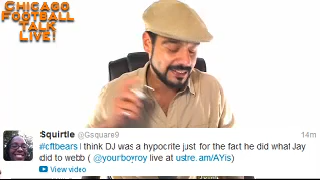 CHICAGO
FOOTBALL
TALK
LIVE!
Squirtle @Gsquare9 14m
#cftbears I think DJ was a hypocrite just for the fact he did what Jay
did to webb ( @yourboyroy live at ustre.am/AYis)
View video